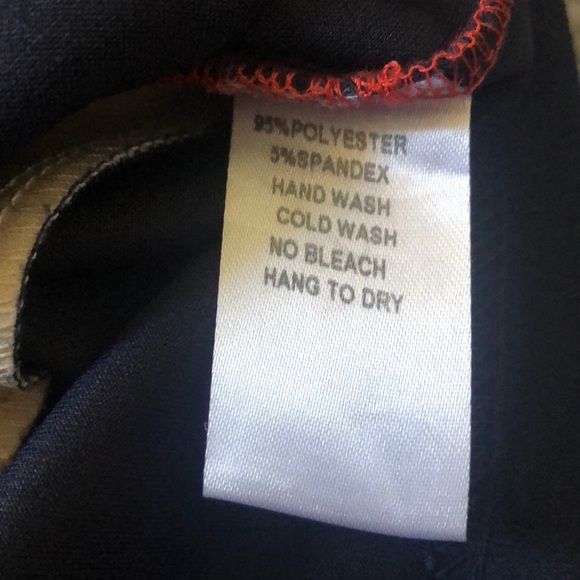 95%POLYESTER
5%SPANDEX
HAND WASH
COLD WASH
NO BLEACH
HANG TO DRY